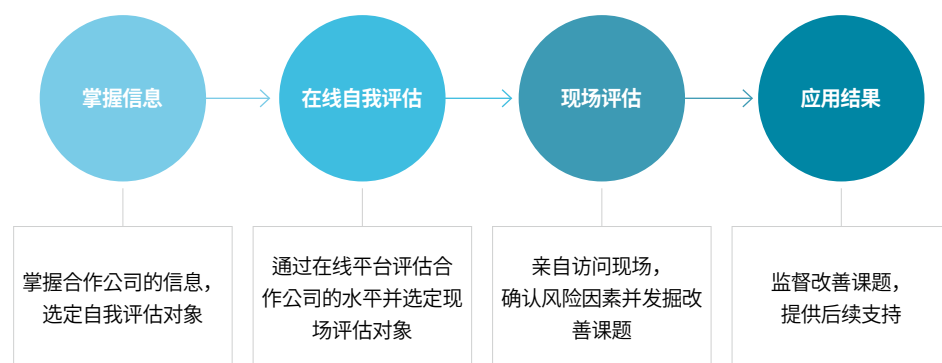 掌握信息
在线自我评估
现场评估
应用结果
掌握合作公司的信息，
选定自我评估对象
通过在线平台评估合
作公司的水平并选定现
场评估对象
亲自访问现场，
确认风险因素并发掘改
善课题
监督改善课题，
提供后续支持